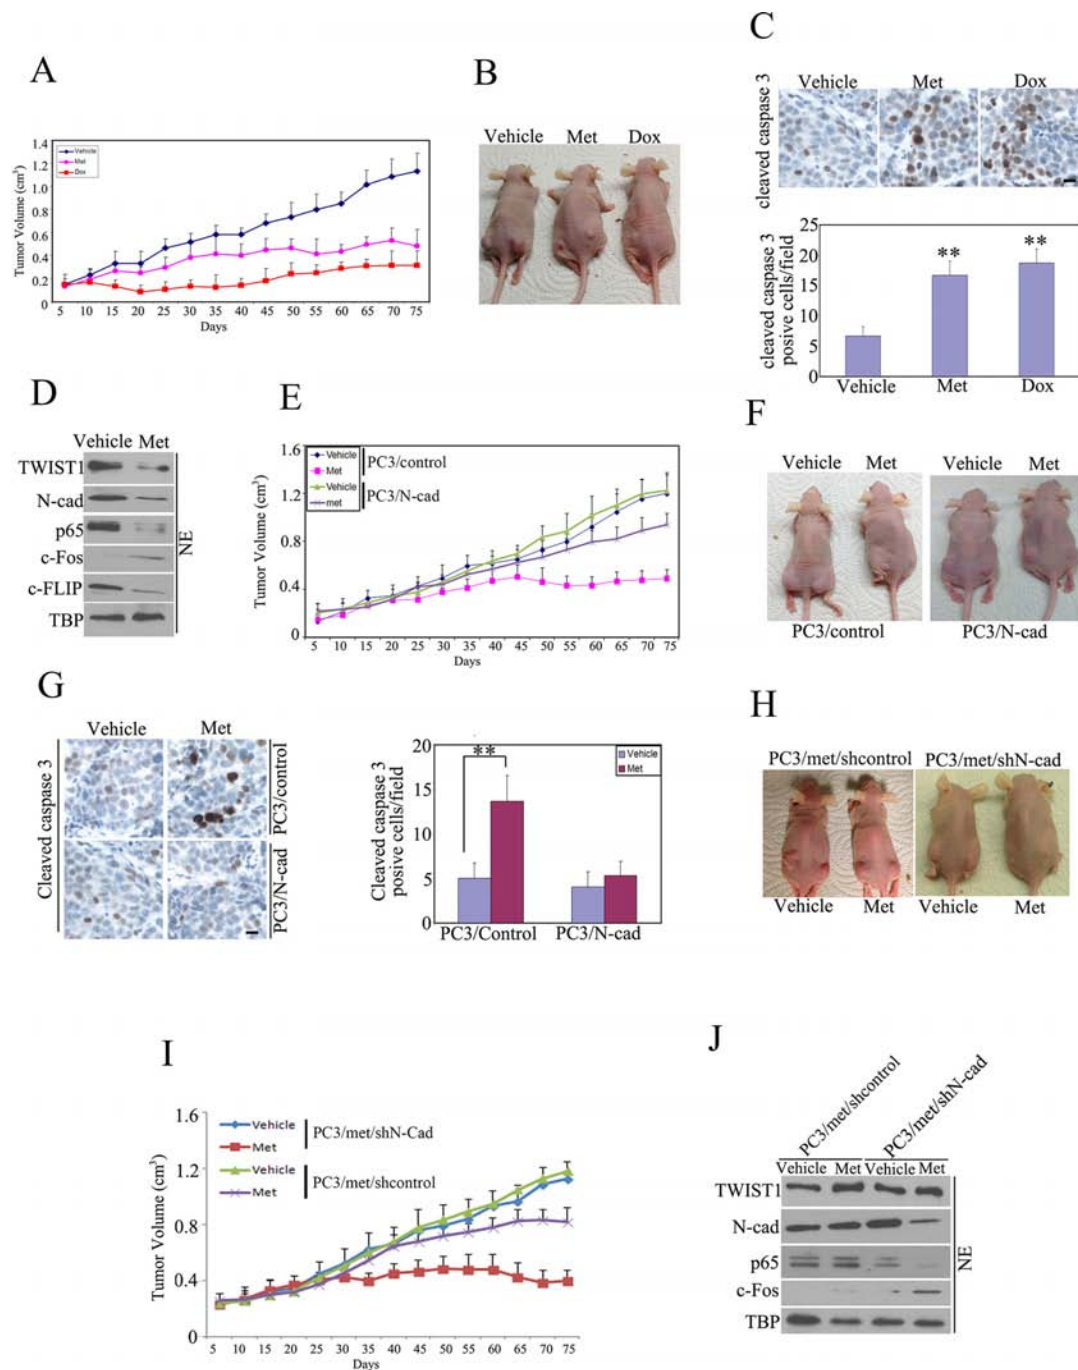 A
1.4
1.2
1.0
0.8
0.6
0.4
0.2
0
Tumor Volume (cm³)
Vehicle
Met
Dox
5 10 15 20 25 30 35 40 45 50 55 60 65 70 75
Days
B
Vehicle Met Dox
C
Vehicle Met Dox
cleaved caspase 3
25
20
15
10
5
0
cleaved caspase 3
posive cells/field
** **
Vehicle Met Dox
D
Vehicle Met
TWIST1
N-cad
p65
c-Fos
c-FLIP
TBP
NE
E
1.6
1.2
0.8
0.4
0
Tumor Volume (cm³)
Vehicle
Met
PC3/control
Vehicle
met
PC3/N-cad
5 10 15 20 25 30 35 40 45 50 55 60 65 70 75
Days
F
Vehicle Met Vehicle Met
PC3/control PC3/N-cad
G
Vehicle Met
Cleaved caspase 3
PC3/control
PC3/N-cad
20
15
10
5
0
Cleaved caspase 3
posive cells/field
**
Vehicle
Met
PC3/Control PC3/N-cad
H
PC3/met/shcontrol PC3/met/shN-cad
Vehicle Met Vehicle Met
I
1.6
1.2
0.8
0.4
0
Tumor Volume (cm³)
Vehicle
Met
PC3/met/shN-Cad
Vehicle
Met
PC3/met/shcontrol
5 10 15 20 25 30 35 40 45 50 55 60 65 70 75
Days
J
PC3/met/shcontrol
PC3/met/shN-cad
Vehicle Met Vehicle Met
TWIST1
N-cad
p65
c-Fos
TBP
NE